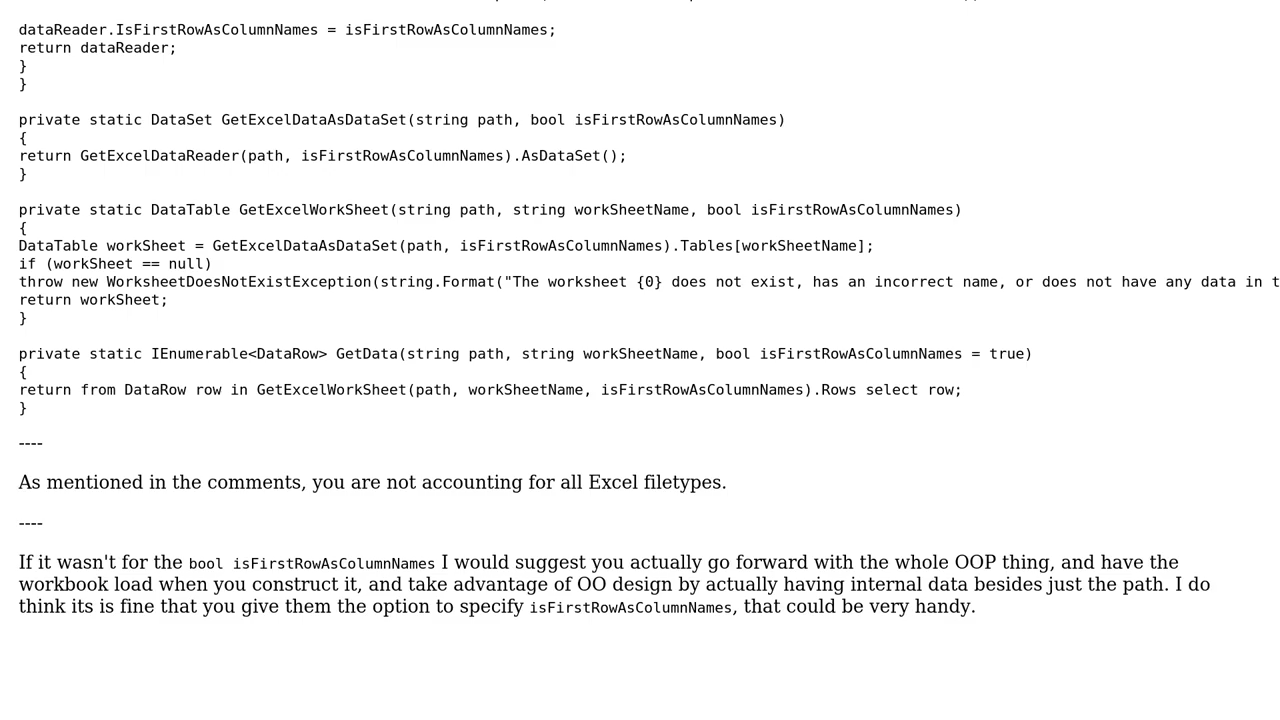 dataReader.IsFirstRowAsColumnNames = isFirstRowAsColumnNames;
return dataReader;
}
}
private static DataSet GetExcelDataAsDataSet(string path, bool isFirstRowAsColumnNames)
{
return GetExcelDataReader(path, isFirstRowAsColumnNames).AsDataSet();
}
private static DataTable GetExcelWorkSheet(string path, string workSheetName, bool isFirstRowAsColumnNames)
{
DataTable workSheet = GetExcelDataAsDataSet(path, isFirstRowAsColumnNames).Tables[workSheetName];
if (workSheet == null)
throw new WorksheetDoesNotExistException(string.Format("The worksheet {0} does not exist, has an incorrect name, or does not have any data in t
return workSheet;
}
private static IEnumerable<DataRow> GetData(string path, string workSheetName, bool isFirstRowAsColumnNames = true)
{
return from DataRow row in GetExcelWorkSheet(path, workSheetName, isFirstRowAsColumnNames).Rows select row;
}
----
As mentioned in the comments, you are not accounting for all Excel filetypes.
----
If it wasn't for the bool isFirstRowAsColumnNames I would suggest you actually go forward with the whole OOP thing, and have the
workbook load when you construct it, and take advantage of OO design by actually having internal data besides just the path. I do
think its is fine that you give them the option to specify isFirstRowAsColumnNames, that could be very handy.